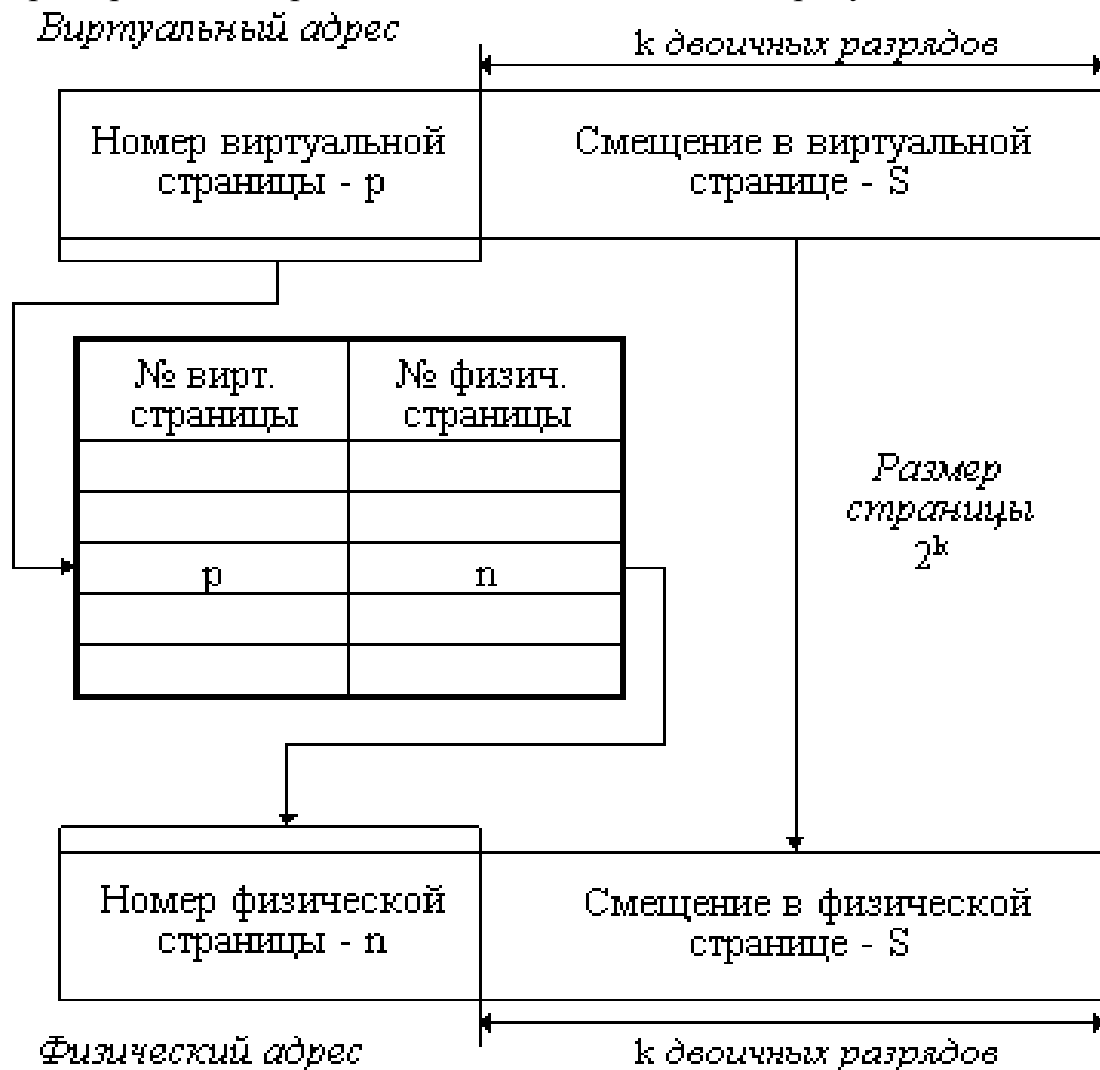 Виртуальный адрес
k двоичных разрядов
Номер виртуальной
страницы - p
Смещение в виртуальной
странице - S
№ вирт.
страницы
№ физич.
страницы
p
n
Размер
страницы
2ᵏ
Номер физической
страницы - n
Смещение в физической
странице - S
Физический адрес
k двоичных разрядов